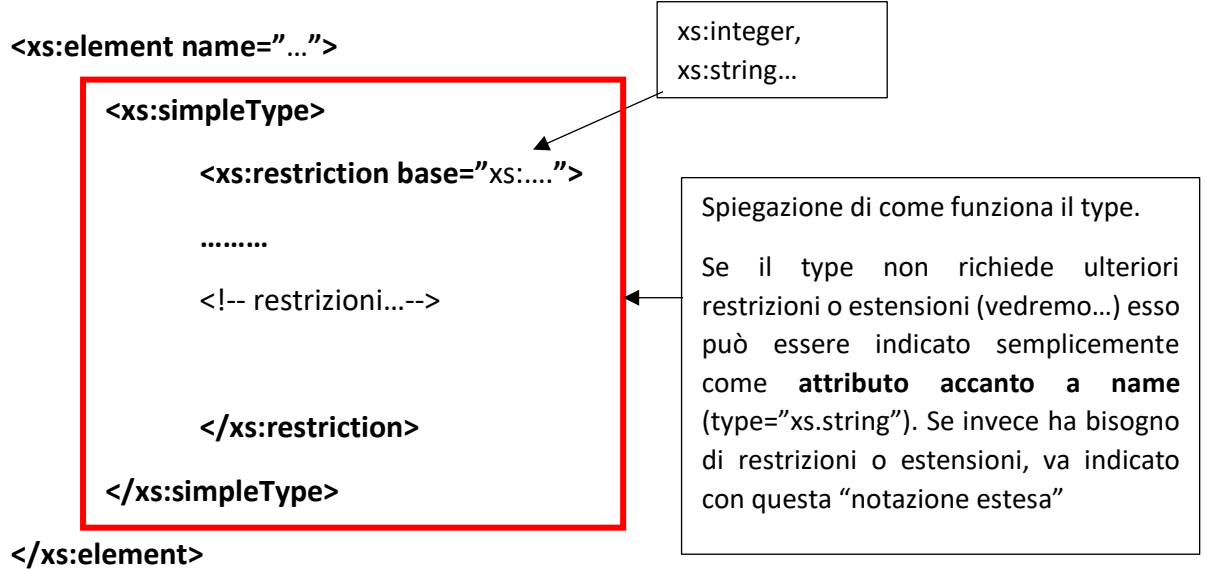 <xs:element name=”…”>
xs:integer,
xs:string…
<xs:simpleType>
<xs:restriction base=”xs:....”>
………
<!-- restrizioni…-->
</xs:restriction>
</xs:simpleType>
</xs:element>
Spiegazione di come funziona il type.
Se il type non richiede ulteriori
restrizioni o estensioni (vedremo…) esso
può essere indicato semplicemente
come attributo accanto a name
(type=”xs.string”). Se invece ha bisogno
di restrizioni o estensioni, va indicato
con questa “notazione estesa”